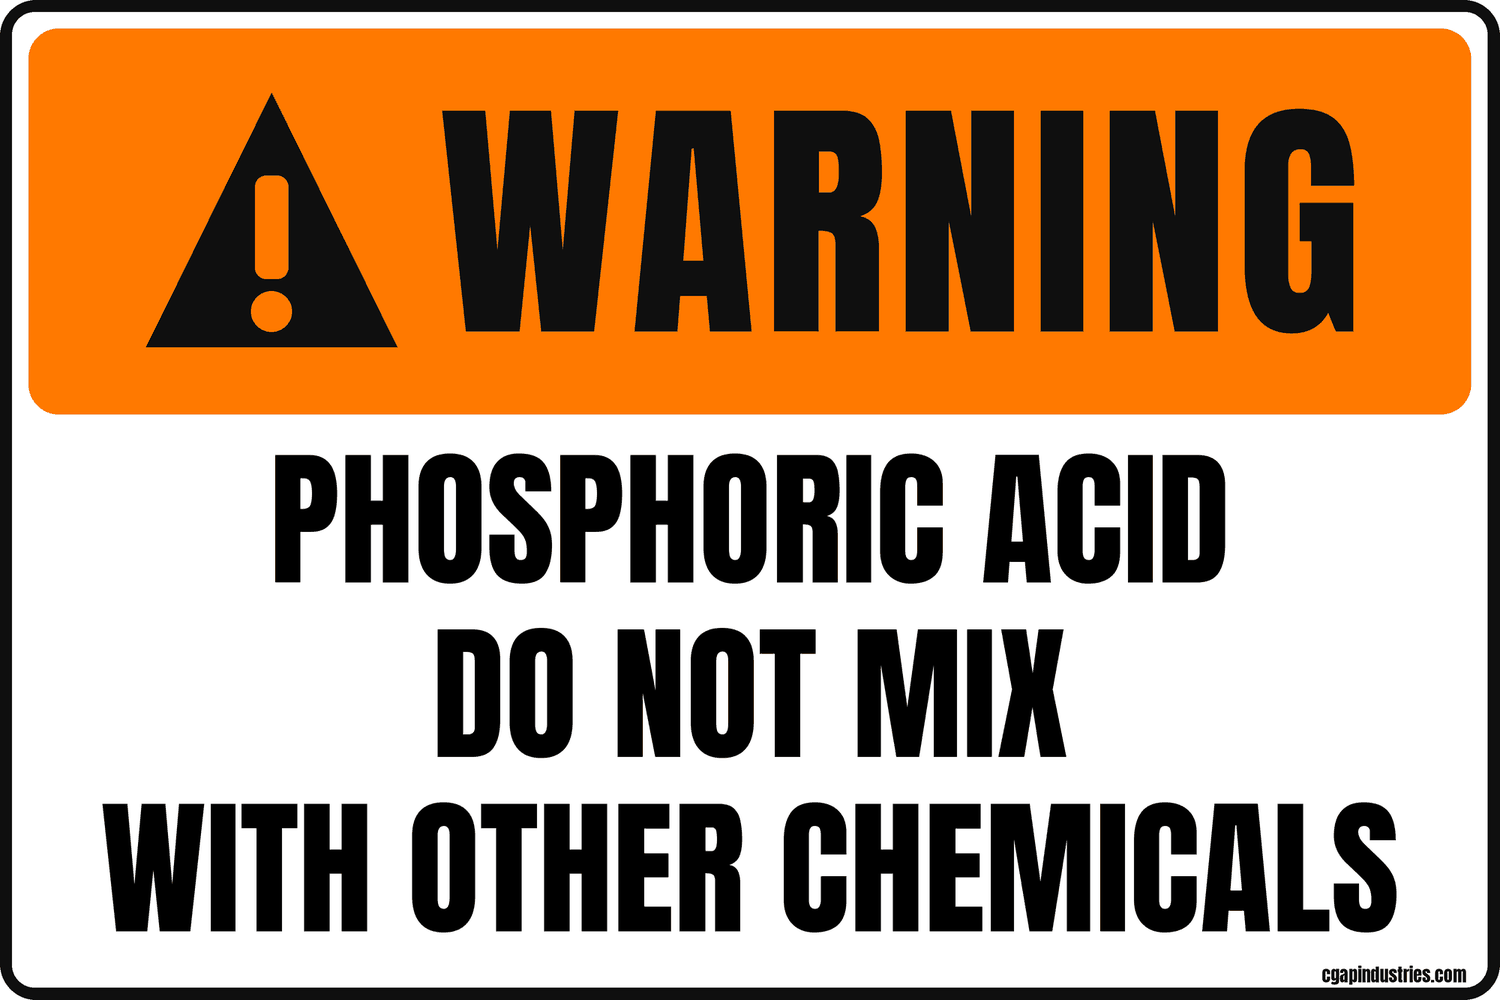 WARNING
PHOSPHORIC ACID
DO NOT MIX
WITH OTHER CHEMICALS
cgapindustries.com